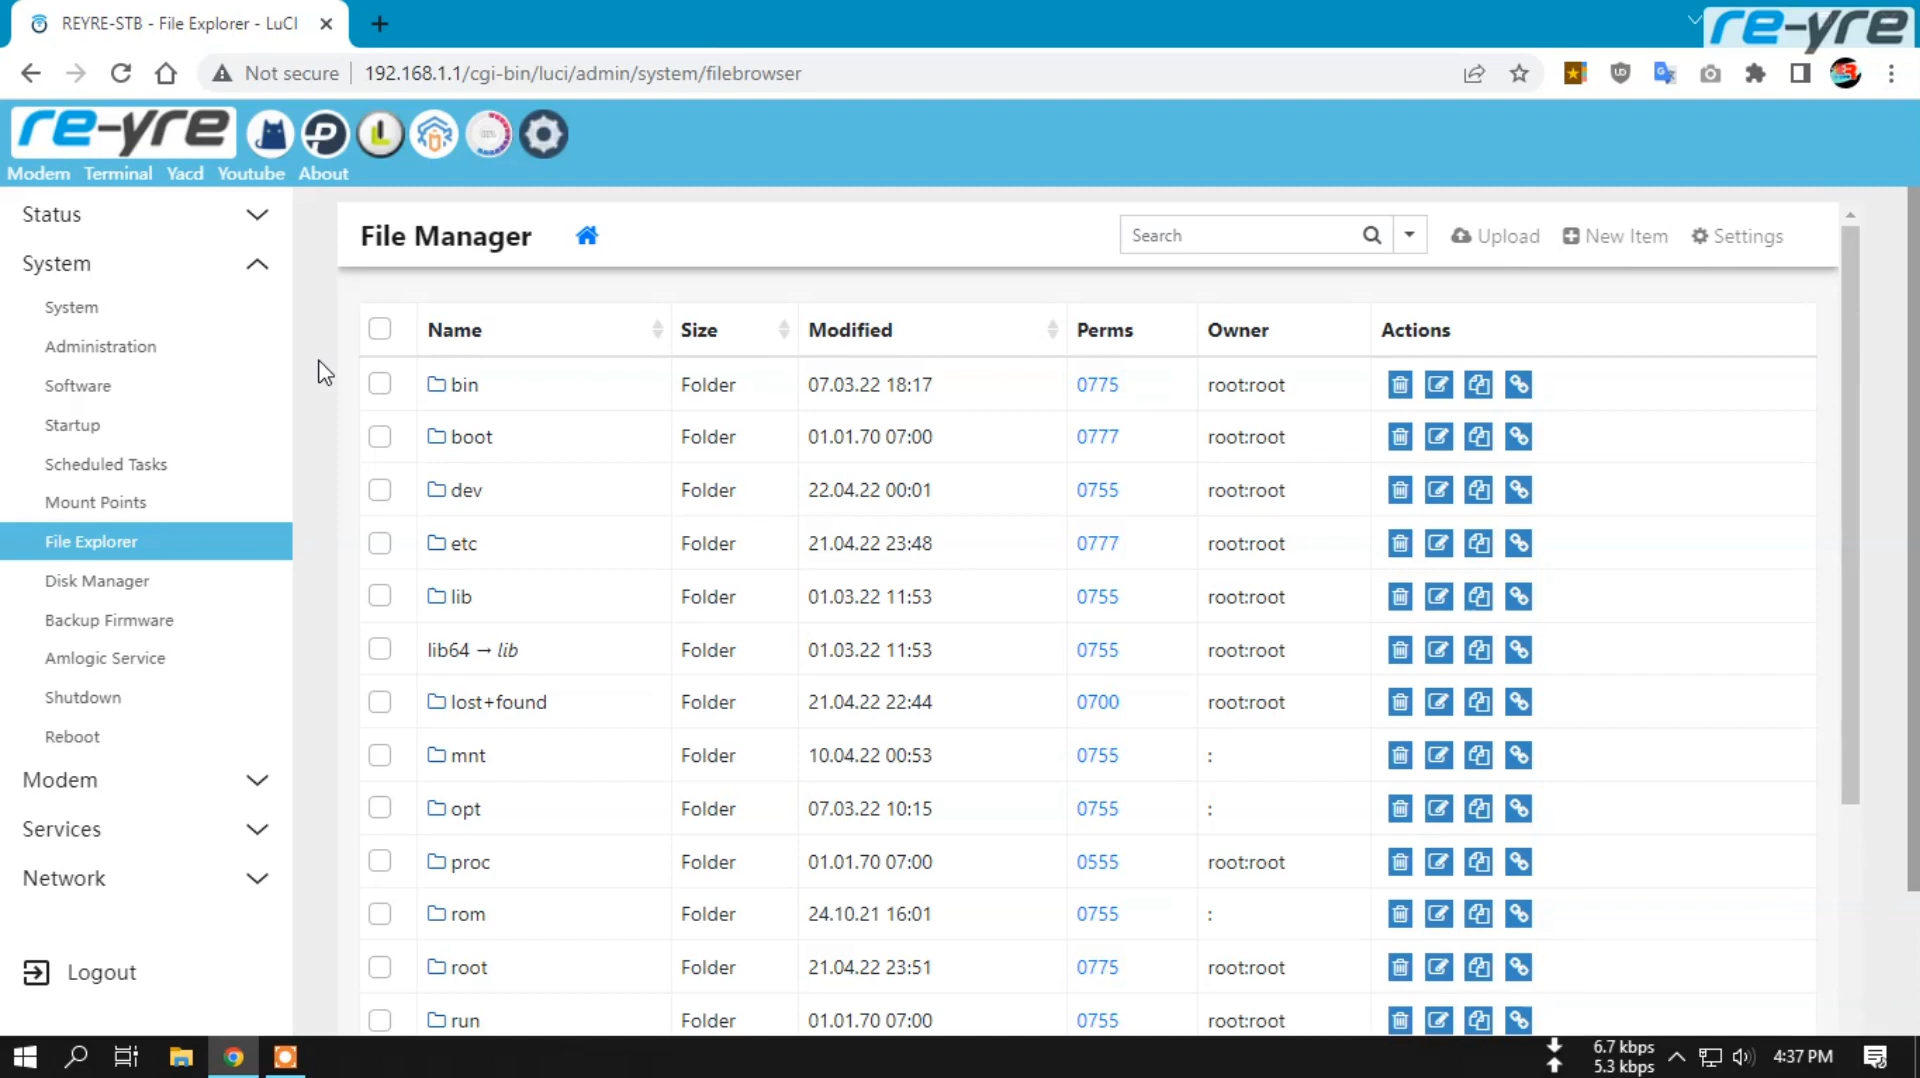 REYRE-STB - File Explorer - LuCI
re-yre
Not secure 192.168.1.1/cgi-bin/luci/admin/system/filebrowser
re-yre
Modem Terminal Yacd Youtube About
Status
System
System
Administration
Software
Startup
Scheduled Tasks
Mount Points
File Explorer
Disk Manager
Backup Firmware
Amlogic Service
Shutdown
Reboot
Modem
Services
Network
Logout
File Manager Search Upload New Item Settings
Name Size Modified Perms Owner Actions
bin Folder 07.03.22 18:17 0775 root:root
boot Folder 01.01.70 07:00 0777 root:root
dev Folder 22.04.22 00:01 0755 root:root
etc Folder 21.04.22 23:48 0777 root:root
lib Folder 01.03.22 11:53 0755 root:root
lib64 → lib Folder 01.03.22 11:53 0755 root:root
lost+found Folder 21.04.22 22:44 0700 root:root
mnt Folder 10.04.22 00:53 0755 :
opt Folder 07.03.22 10:15 0755 :
proc Folder 01.01.70 07:00 0555 root:root
rom Folder 24.10.21 16:01 0755 :
root Folder 21.04.22 23:51 0775 root:root
run Folder 01.01.70 07:00 0755 root:root
6.7 kbps
5.3 kbps
4:37 PM